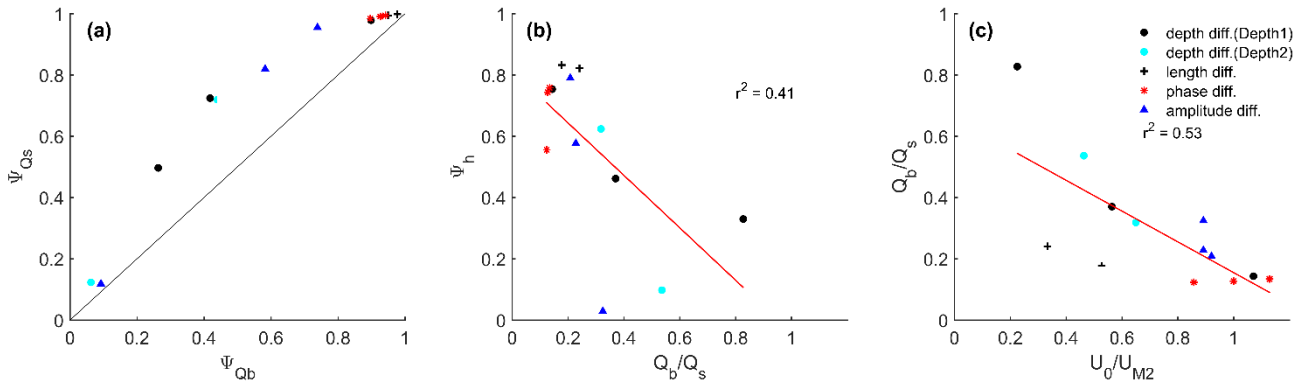 (a)
1
0.8
0.6
0.4
0.2
0
Ψ_Qs
0 0.2 0.4 0.6 0.8 1
Ψ_Qb
(b)
r² = 0.41
1
0.8
0.6
0.4
0.2
0
Ψ_h
0 0.2 0.4 0.6 0.8 1
Q_b/Q_s
(c)
depth diff.(Depth1)
depth diff.(Depth2)
length diff.
phase diff.
amplitude diff.
r² = 0.53
1
0.8
0.6
0.4
0.2
0
Q_b/Q_s
0 0.2 0.4 0.6 0.8 1
U_0/U_M2